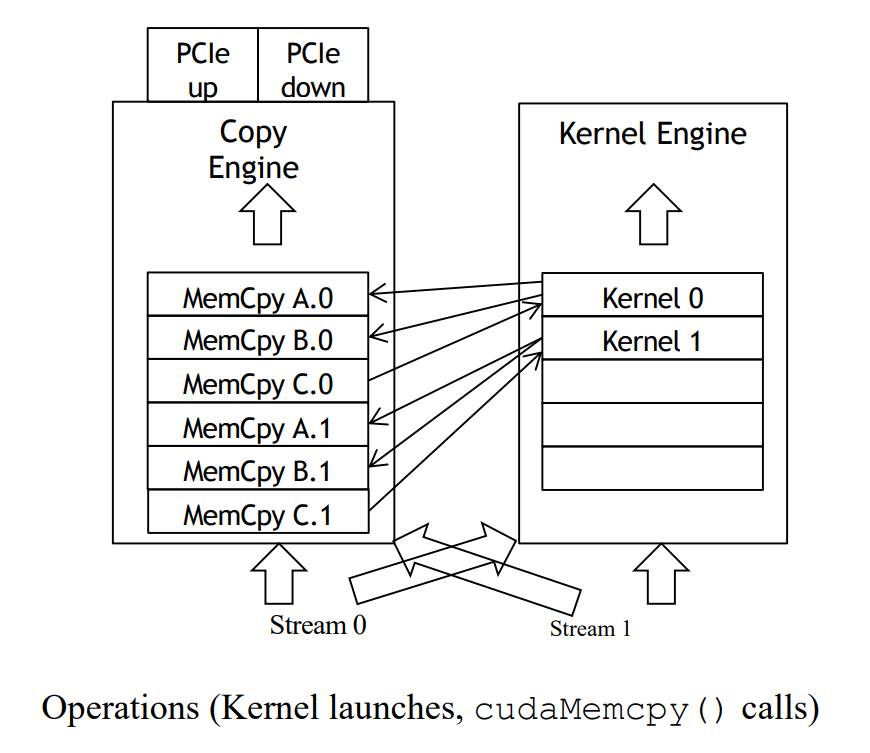 PCIe
up
PCIe
down
Copy
Engine
MemCpy A.0
MemCpy B.0
MemCpy C.0
MemCpy A.1
MemCpy B.1
MemCpy C.1
Kernel Engine
Kernel 0
Kernel 1
Stream 0
Stream 1
Operations (Kernel launches, cudaMemcpy() calls)